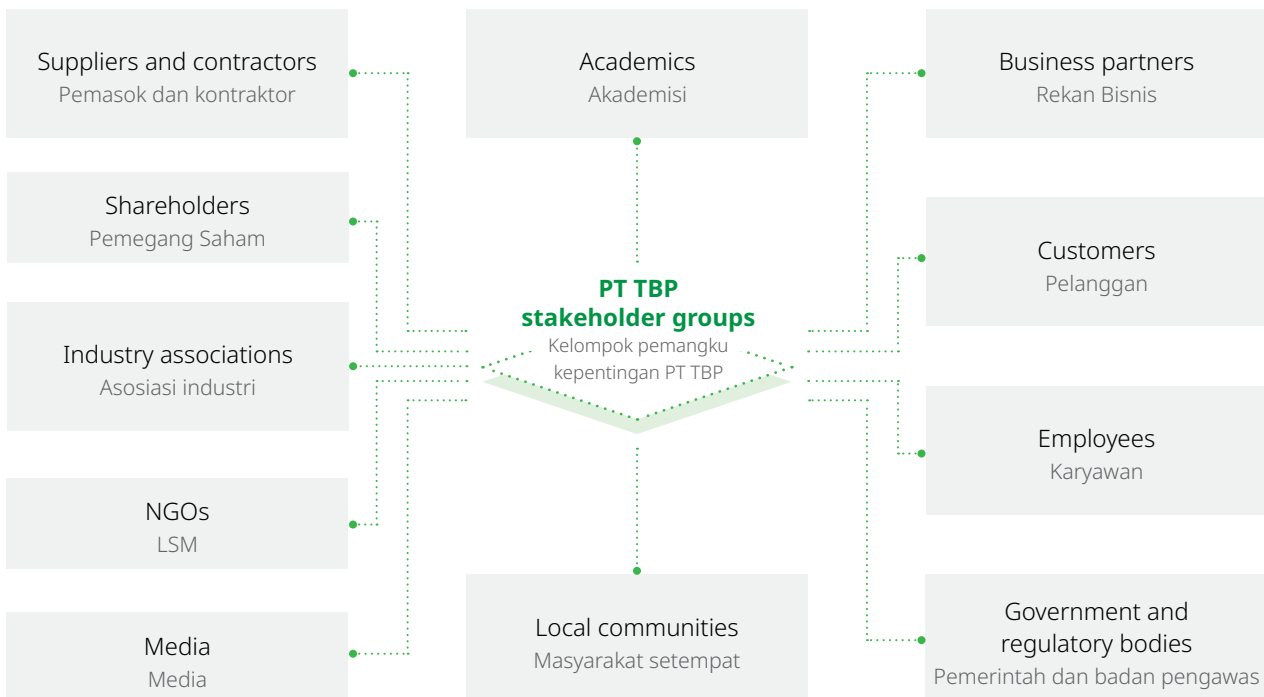 Suppliers and contractors
Pemasok dan kontraktor
Shareholders
Pemegang Saham
Industry associations
Asosiasi industri
NGOs
LSM
Media
Media
Academics
Akademisi
PT TBP
stakeholder groups
Kelompok pemangku
kepentingan PT TBP
Local communities
Masyarakat setempat
Business partners
Rekan Bisnis
Customers
Pelanggan
Employees
Karyawan
Government and
regulatory bodies
Pemerintah dan badan pengawas